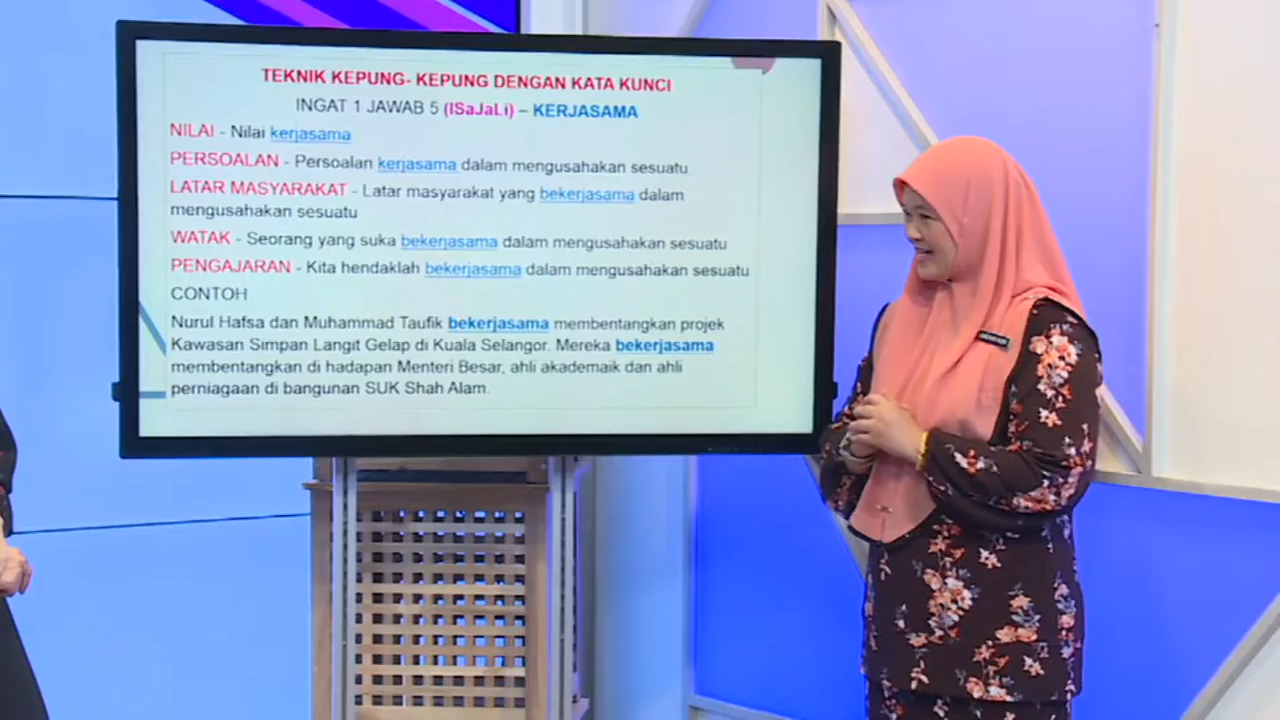 TEKNIK KEPUNG- KEPUNG DENGAN KATA KUNCI
INGAT 1 JAWAB 5 (ISaJaLi) – KERJASAMA
NILAI - Nilai kerjasama
PERSOALAN - Persoalan kerjasama dalam mengusahakan sesuatu
LATAR MASYARAKAT - Latar masyarakat yang bekerjasama dalam
mengusahakan sesuatu
WATAK - Seorang yang suka bekerjasama dalam mengusahakan sesuatu
PENGAJARAN - Kita hendaklah bekerjasama dalam mengusahakan sesuatu
CONTOH
Nurul Hafsa dan Muhammad Taufik bekerjasama membentangkan projek
Kawasan Simpan Langit Gelap di Kuala Selangor. Mereka bekerjasama
membentangkan di hadapan Menteri Besar, ahli akademaik dan ahli
perniagaan di bangunan SUK Shah Alam.